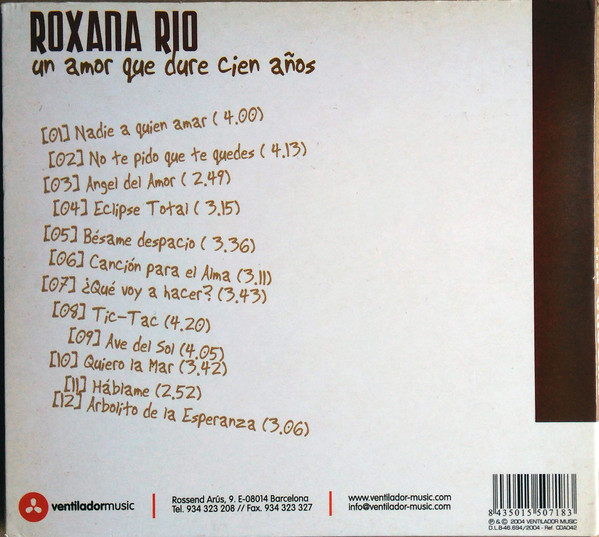 ROXANA RIO
un amor que dure cien años
[01] Nadie a quien amar ( 4.00)
[02] No te pido que te quedes ( 4.13)
[03] Angel del Amor ( 2.49)
[04] Eclipse Total ( 3.15)
[05] Bésame despacio ( 3.36)
[06] Canción para el Alma (3.11)
[07] ¿Qué voy a hacer? (3.43)
[08] Tic-Tac (4.20)
[09] Ave del Sol (4.05)
[10] Quiero la Mar (3.42)
[11] Háblame (2.52)
[12] Arbolito de la Esperanza (3.06)
ventiladormusic
Rossend Arús, 9. E-08014 Barcelona
Tel. 934 323 208 // Fax. 934 323 327
www.ventilador-music.com
info@ventilador-music.com
8 435015 507183
℗ & © 2004 VENTILADOR MUSIC
D.L.B-46.694/2004 - Ref. CDA042